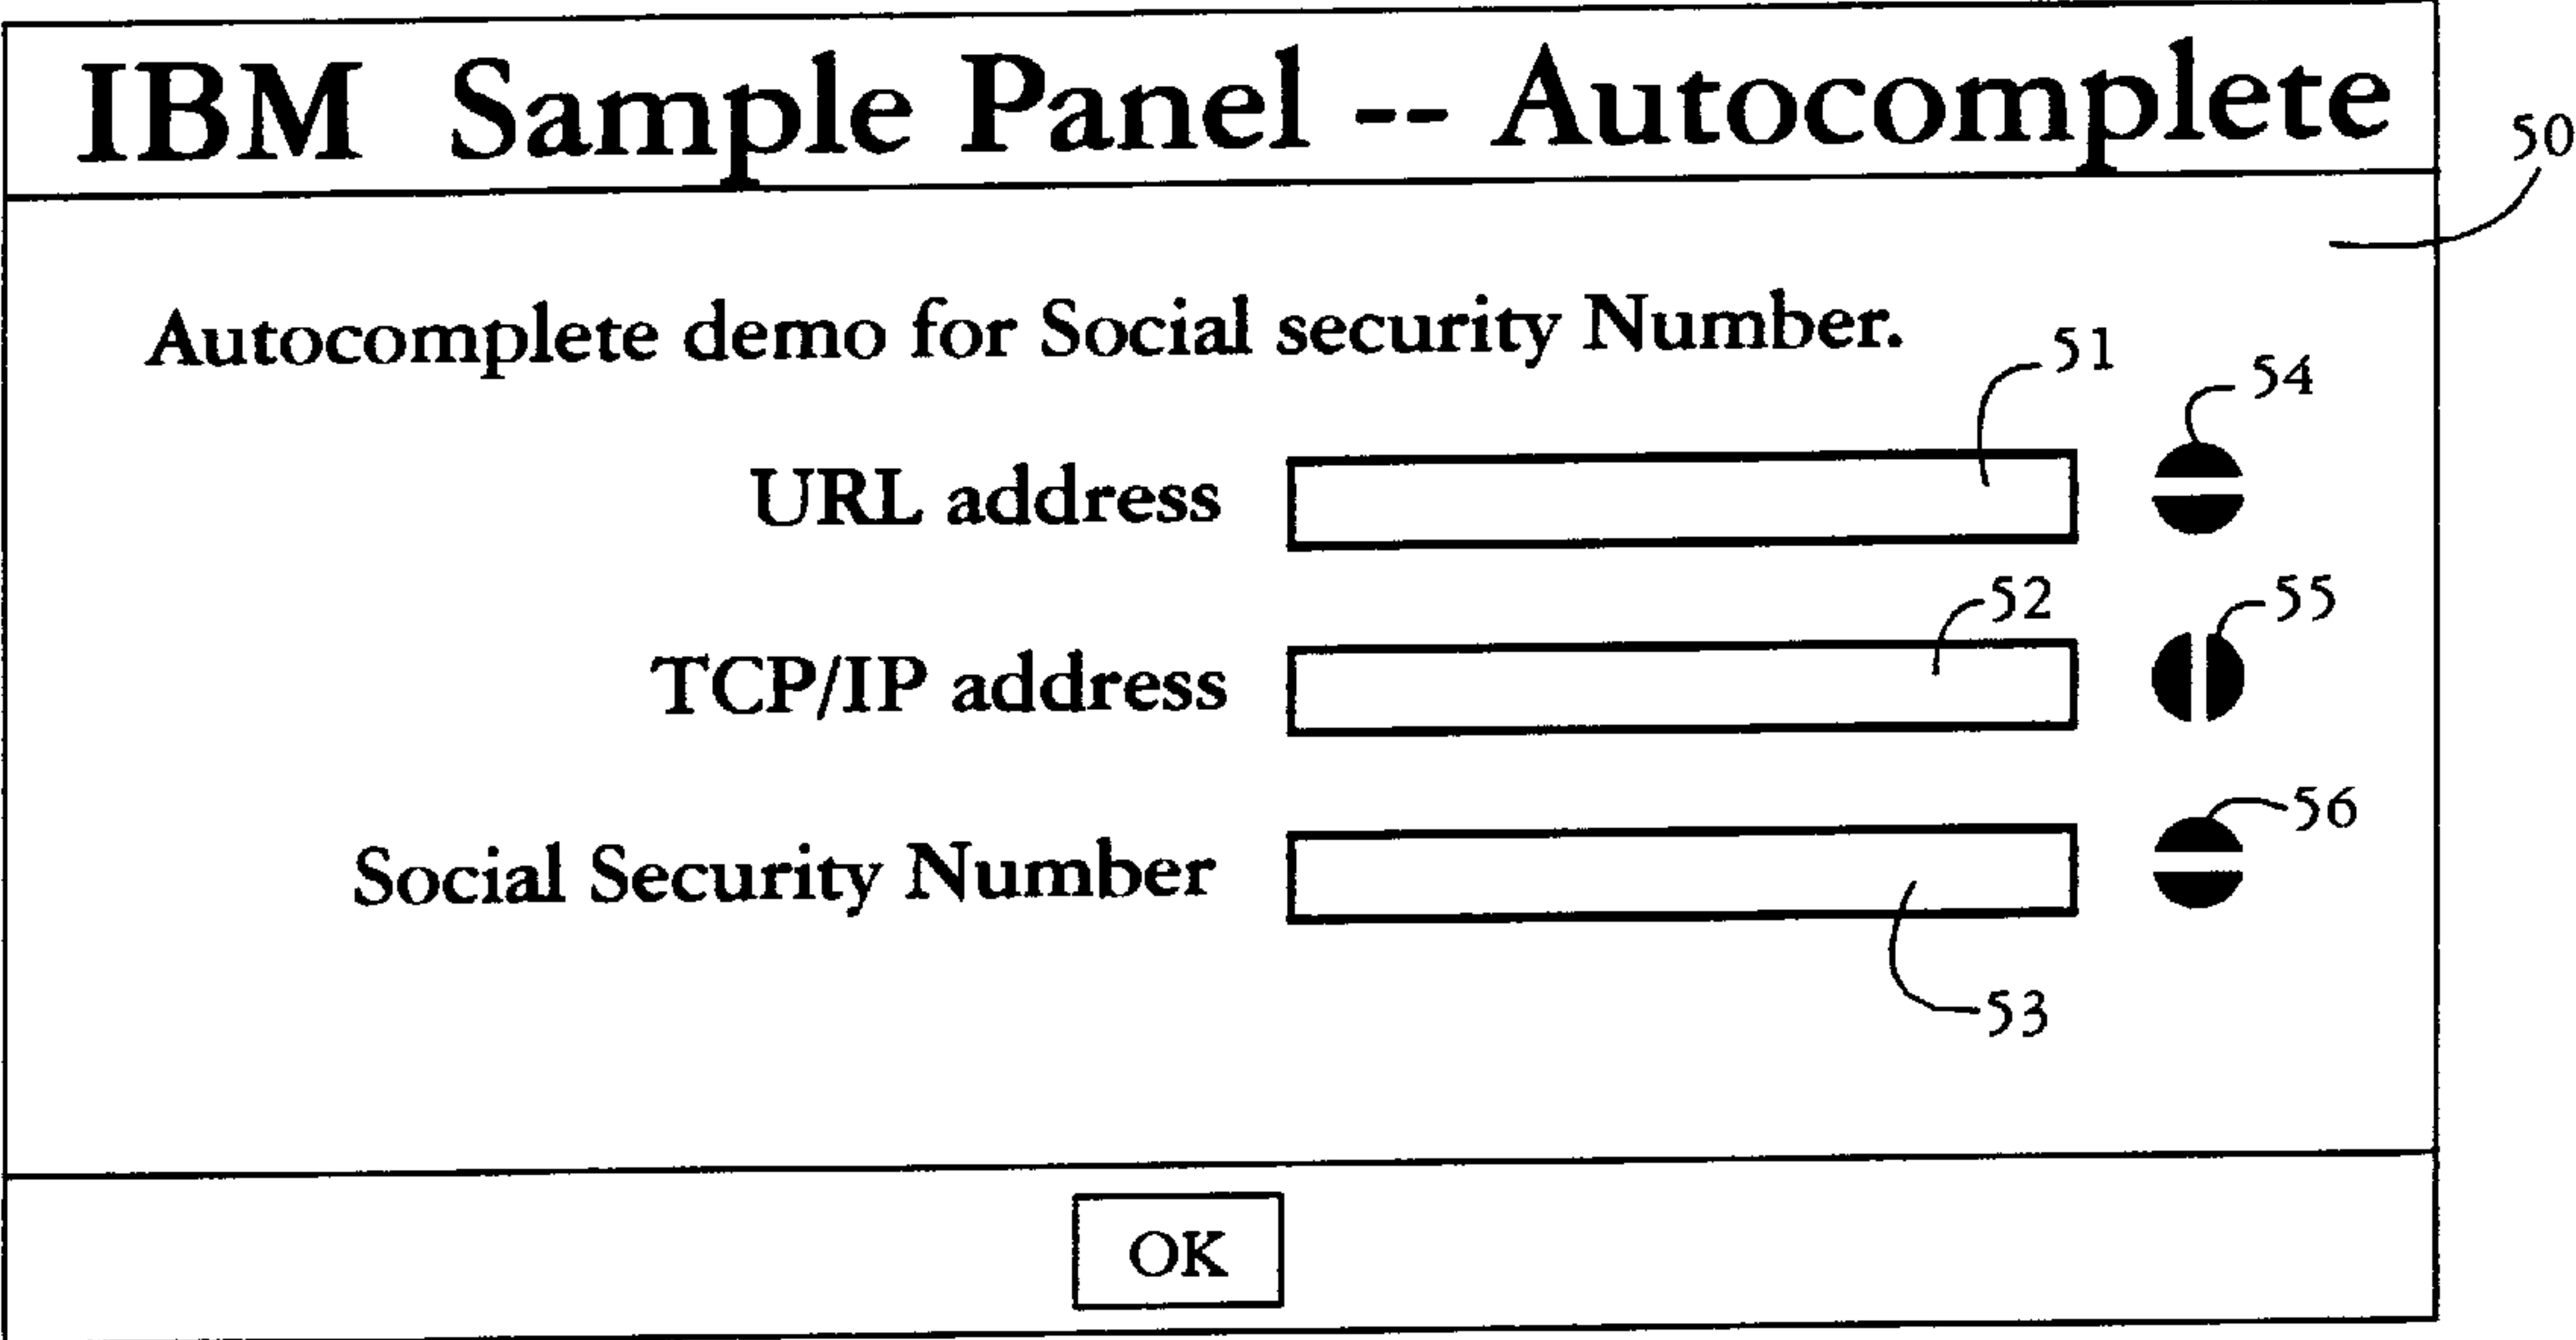 IBM Sample Panel -- Autocomplete
50
Autocomplete demo for Social security Number.
51
54
URL address
52
55
TCP/IP address
56
Social Security Number
53
OK